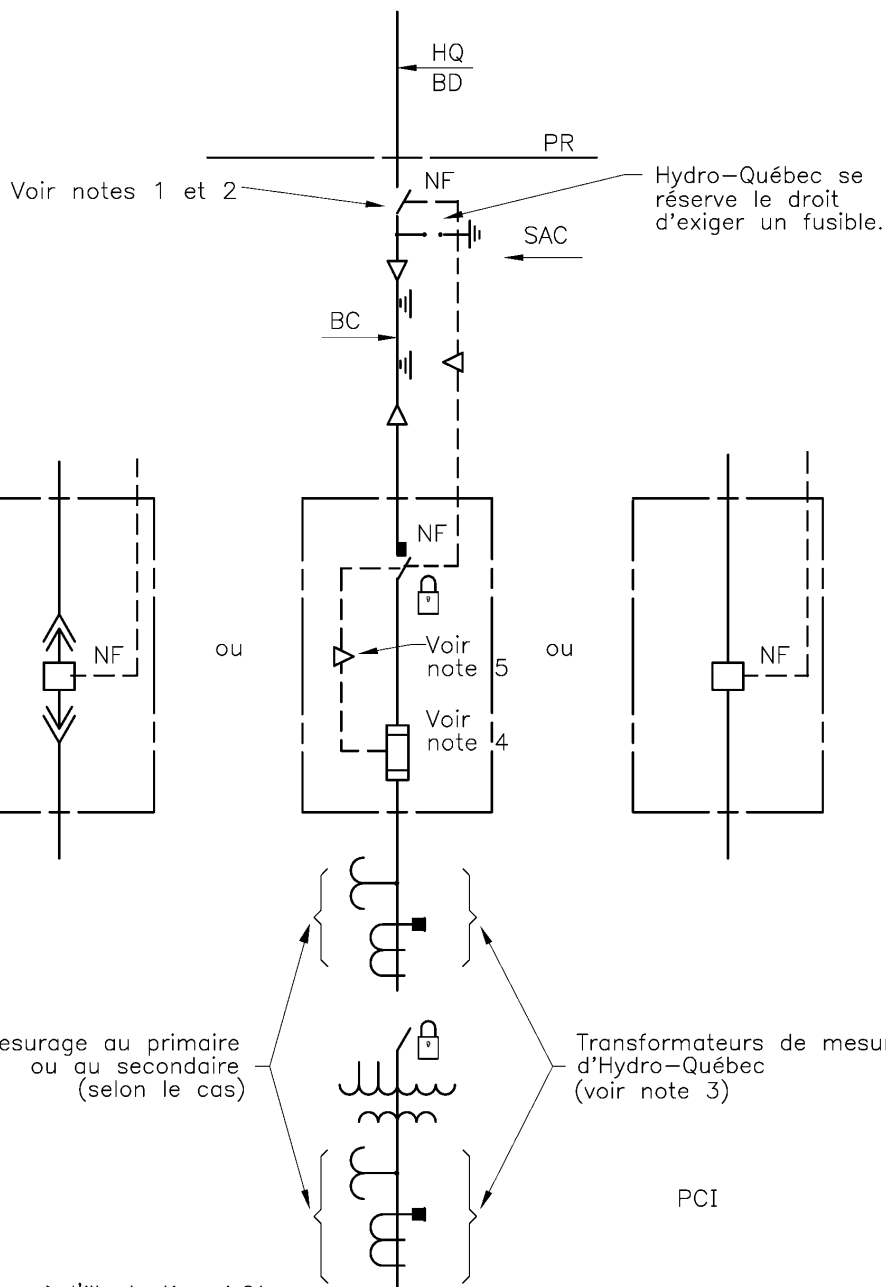 HQ
BD
PR
Voir notes 1 et 2
NF
Hydro-Québec se
réserve le droit
d'exiger un fusible.
SAC
BC
NF
NF
ou
Voir
note 5
ou
NF
Voir
note 4
esurage au primaire
ou au secondaire
(selon le cas)
Transformateurs de mesur
d'Hydro-Québec
(voir note 3)
PCI